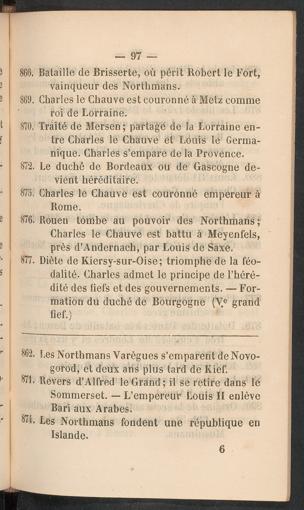 — 97 —
866. Bataille de Brisserte, où périt Robert le Fort,
vainqueur des Northmans.
869. Charles le Chauve est couronné à Metz comme
roi de Lorraine.
870. Traité de Mersen; partage de la Lorraine en-
tre Charles le Chauve et Louis le Germa-
nique. Charles s'empare de la Provence.
872. Le duché de Bordeaux ou de Gascogne de-
vient héréditaire.
875. Charles le Chauve est couronné empereur à
Rome.
876. Rouen tombe au pouvoir des Northmans;
Charles le Chauve est battu à Meyenfels,
près d'Andernach, par Louis de Saxe.
877. Diète de Kiersy-sur-Oise; triomphe de la féo-
dalité. Charles admet le principe de l'héré-
dité des fiefs et des gouvernements. — For-
mation du duché de Bourgogne (V.e grand
fief.)
862. Les Northmans Varègues s'emparent de Novo-
gorod, et deux ans plus tard de Kief.
871. Revers d'Alfred le Grand; il se retire dans le
Sommerset. — L'empereur Louis II enlève
Bari aux Arabes.
874. Les Northmans fondent une république en
Islande.
6